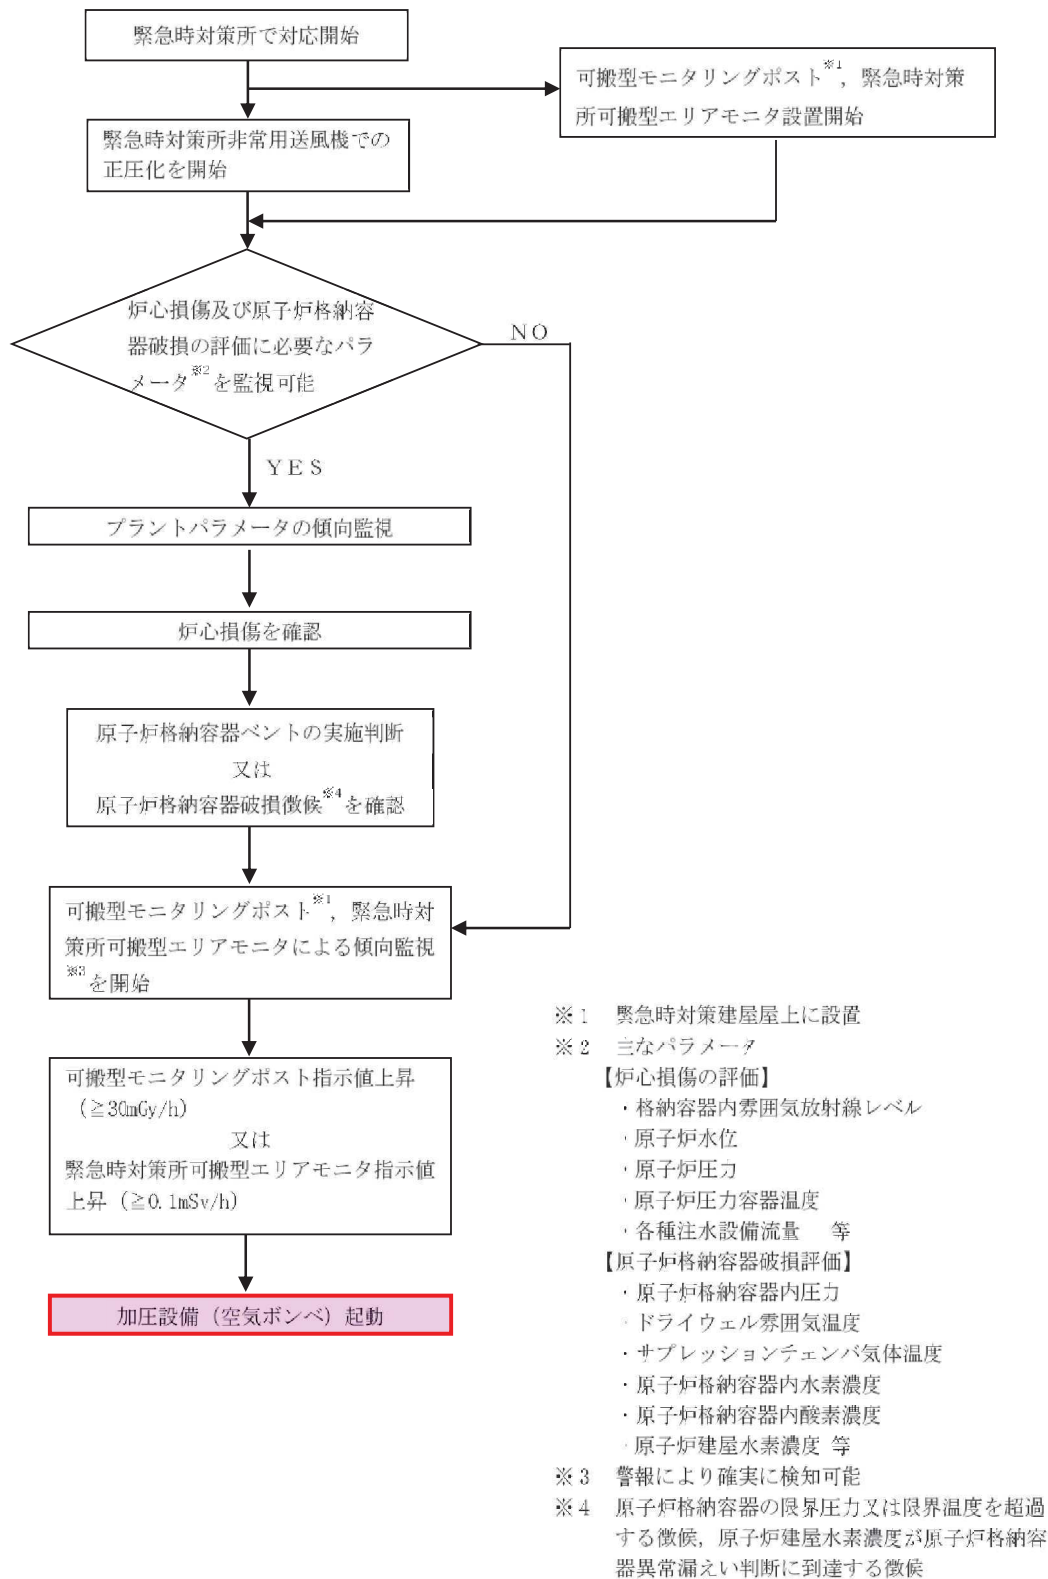 緊急時対策所で対応開始
可搬型モニタリングポスト※1，緊急時対策
所可搬型エリアモニタ設置開始
緊急時対策所非常用送風機での
正圧化を開始
炉心損傷及び原子炉格納容
器破損の評価に必要なパラ
メータ※2を監視可能
NO
YES
プラントパラメータの傾向監視
炉心損傷を確認
原子炉格納容器ベントの実施判断
又は
原子炉格納容器破損徴候※4を確認
可搬型モニタリングポスト※1，緊急時対
策所可搬型エリアモニタによる傾向監視
※3を開始
可搬型モニタリングポスト指示値上昇
（≧30mGy/h）
又は
緊急時対策所可搬型エリアモニタ指示値
上昇（≧0.1mSv/h）
加圧設備（空気ボンベ）起動
※1　緊急時対策建屋屋上に設置
※2　主なパラメータ
【炉心損傷の評価】
・格納容器内雰囲気放射線レベル
・原子炉水位
・原子炉圧力
・原子炉圧力容器温度
・各種注水設備流量　等
【原子炉格納容器破損評価】
・原子炉格納容器内圧力
・ドライウェル雰囲気温度
・サプレッションチェンバ気体温度
・原子炉格納容器内水素濃度
・原子炉格納容器内酸素濃度
・原子炉建屋水素濃度 等
※3　警報により確実に検知可能
※4　原子炉格納容器の限界圧力又は限界温度を超過
する徴候，原子炉建屋水素濃度が原子炉格納容
器異常漏えい判断に到達する徴候